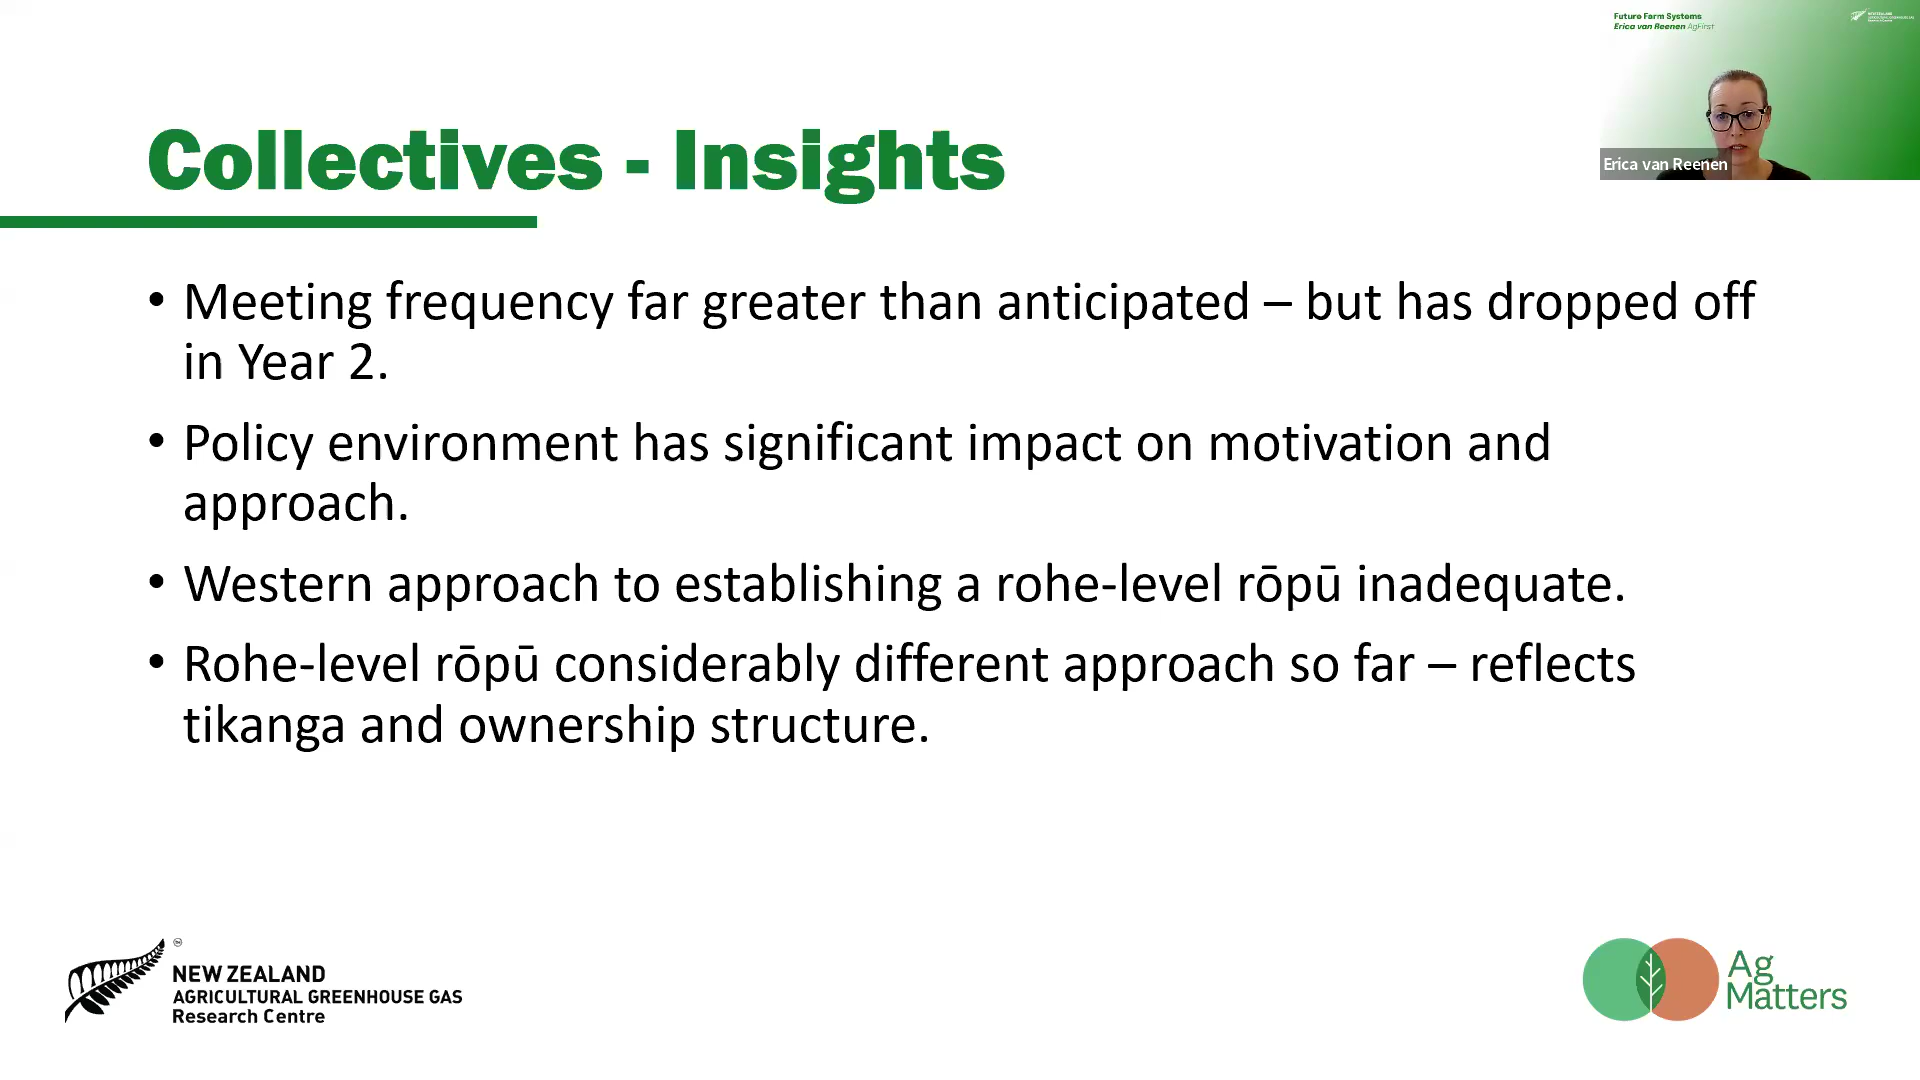 Future Farm Systems
Erica van Reenen AgFirst
Erica van Reenen
Collectives - Insights
• Meeting frequency far greater than anticipated – but has dropped off
in Year 2.
• Policy environment has significant impact on motivation and
approach.
• Western approach to establishing a rohe-level rōpū inadequate.
• Rohe-level rōpū considerably different approach so far – reflects
tikanga and ownership structure.
NEW ZEALAND
AGRICULTURAL GREENHOUSE GAS
Research Centre
Ag
Matters